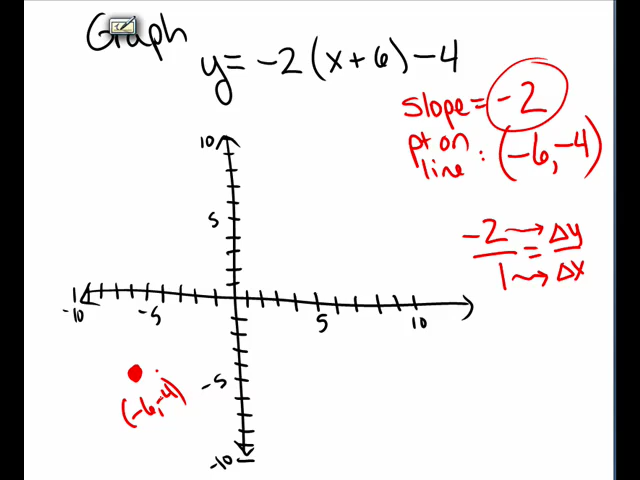 Graph
y = -2(x+6)-4
slope = -2
pt on line : (-6,-4)
-2 → Δy
=
1 → Δx
10
5
-10
-5
5
10
(-6,-4)
-5
-10